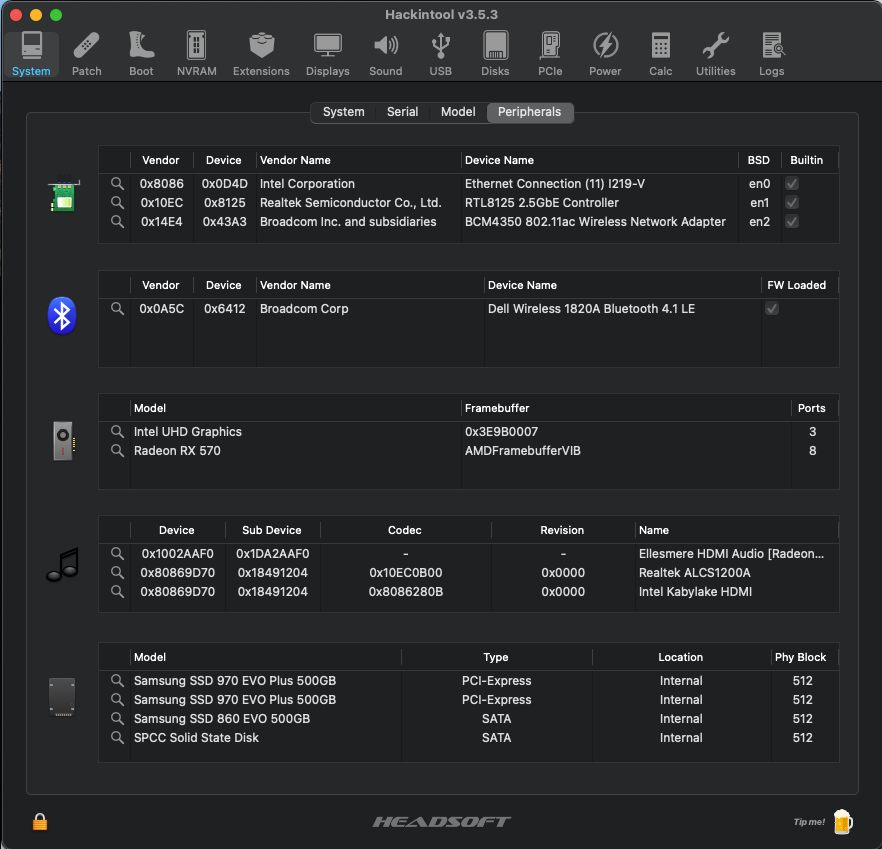 Hackintool v3.5.3
System Patch Boot NVRAM Extensions Displays Sound USB Disks PCIe Power Calc Utilities Logs
System Serial Model Peripherals
Vendor Device Vendor Name Device Name BSD Builtin
0x8086 0x0D4D Intel Corporation Ethernet Connection (11) I219-V en0
0x10EC 0x8125 Realtek Semiconductor Co., Ltd. RTL8125 2.5GbE Controller en1
0x14E4 0x43A3 Broadcom Inc. and subsidiaries BCM4350 802.11ac Wireless Network Adapter en2
Vendor Device Vendor Name Device Name FW Loaded
0x0A5C 0x6412 Broadcom Corp Dell Wireless 1820A Bluetooth 4.1 LE
Model Framebuffer Ports
Intel UHD Graphics 0x3E9B0007 3
Radeon RX 570 AMDFramebufferVIB 8
Device Sub Device Codec Revision Name
0x1002AAF0 0x1DA2AAF0 - - Ellesmere HDMI Audio [Radeon...
0x80869D70 0x18491204 0x10EC0B00 0x0000 Realtek ALCS1200A
0x80869D70 0x18491204 0x8086280B 0x0000 Intel Kabylake HDMI
Model Type Location Phy Block
Samsung SSD 970 EVO Plus 500GB PCI-Express Internal 512
Samsung SSD 970 EVO Plus 500GB PCI-Express Internal 512
Samsung SSD 860 EVO 500GB SATA Internal 512
SPCC Solid State Disk SATA Internal 512
HEADSOFT Tip me!